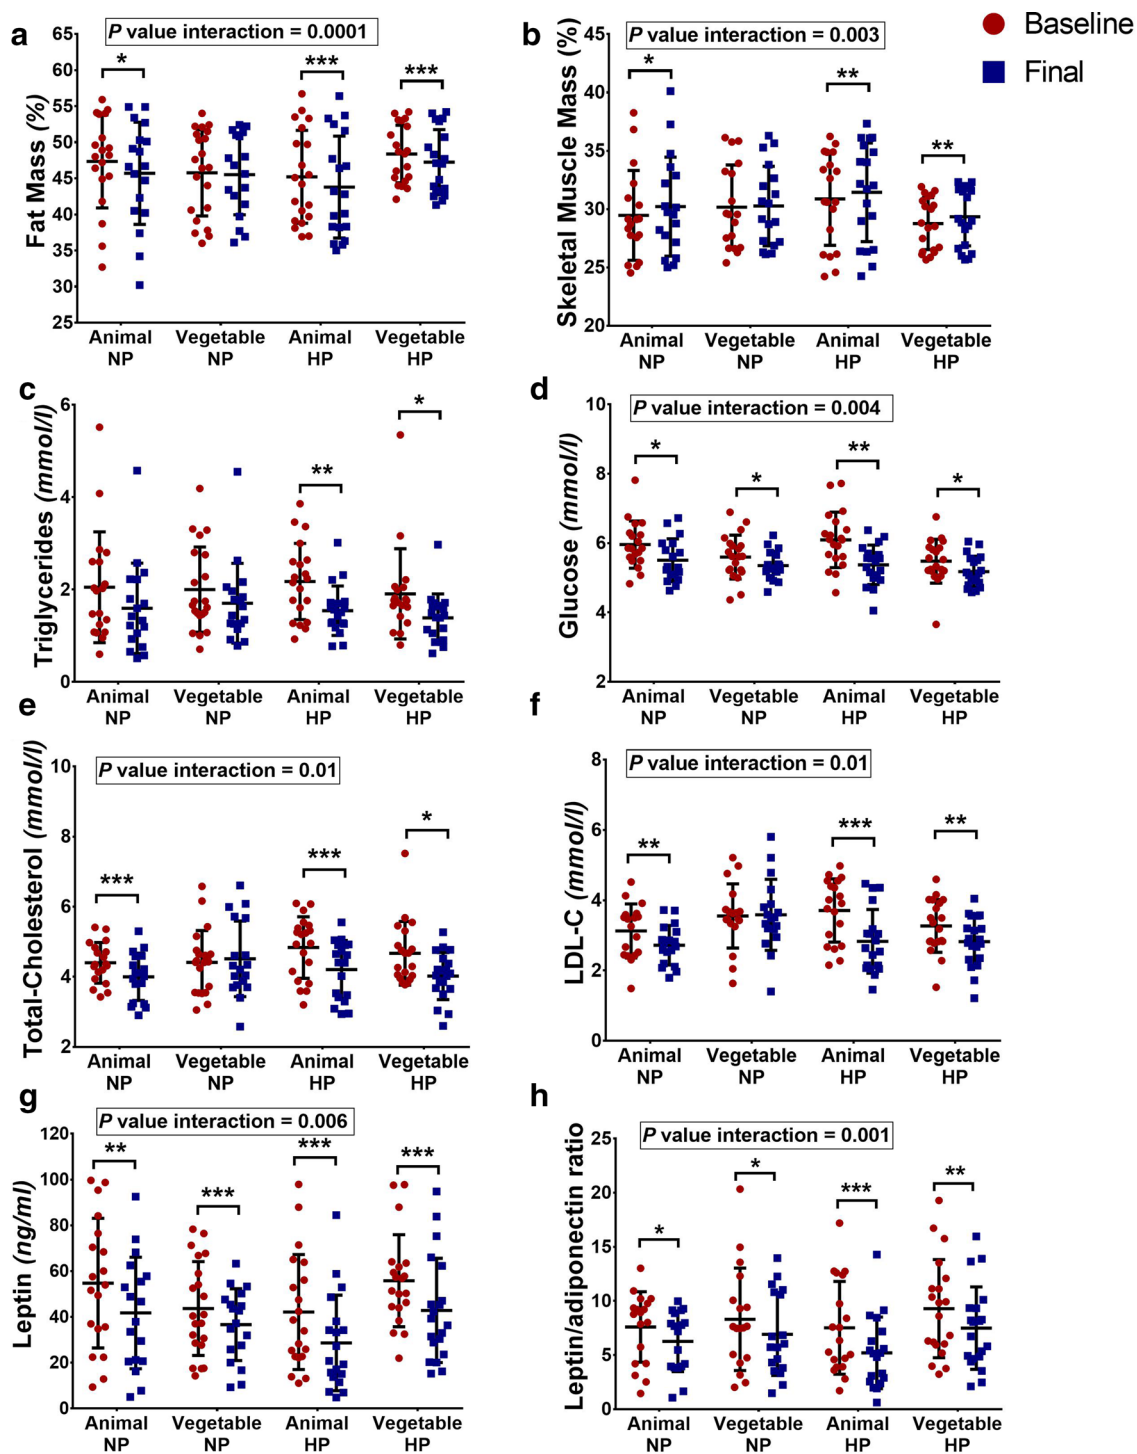 Baseline
Final
a
P value interaction = 0.0001
Fat Mass (%)
65
60
55
50
45
40
35
30
25
*
***
***
Animal NP
Vegetable NP
Animal HP
Vegetable HP
b
P value interaction = 0.003
Skeletal Muscle Mass (%)
45
40
35
30
25
20
*
**
**
Animal NP
Vegetable NP
Animal HP
Vegetable HP
c
Triglycerides (mmol/l)
6
4
2
0
**
*
Animal NP
Vegetable NP
Animal HP
Vegetable HP
d
P value interaction = 0.004
Glucose (mmol/l)
10
8
6
4
2
*
*
**
*
Animal NP
Vegetable NP
Animal HP
Vegetable HP
e
P value interaction = 0.01
Total-Cholesterol (mmol/l)
10
8
6
4
2
***
***
*
Animal NP
Vegetable NP
Animal HP
Vegetable HP
f
P value interaction = 0.01
LDL-C (mmol/l)
8
6
4
2
0
**
***
**
Animal NP
Vegetable NP
Animal HP
Vegetable HP
g
P value interaction = 0.006
Leptin (ng/ml)
120
100
80
60
40
20
0
**
***
***
***
Animal NP
Vegetable NP
Animal HP
Vegetable HP
h
P value interaction = 0.001
Leptin/adiponectin ratio
25
20
15
10
5
0
*
*
***
**
Animal NP
Vegetable NP
Animal HP
Vegetable HP